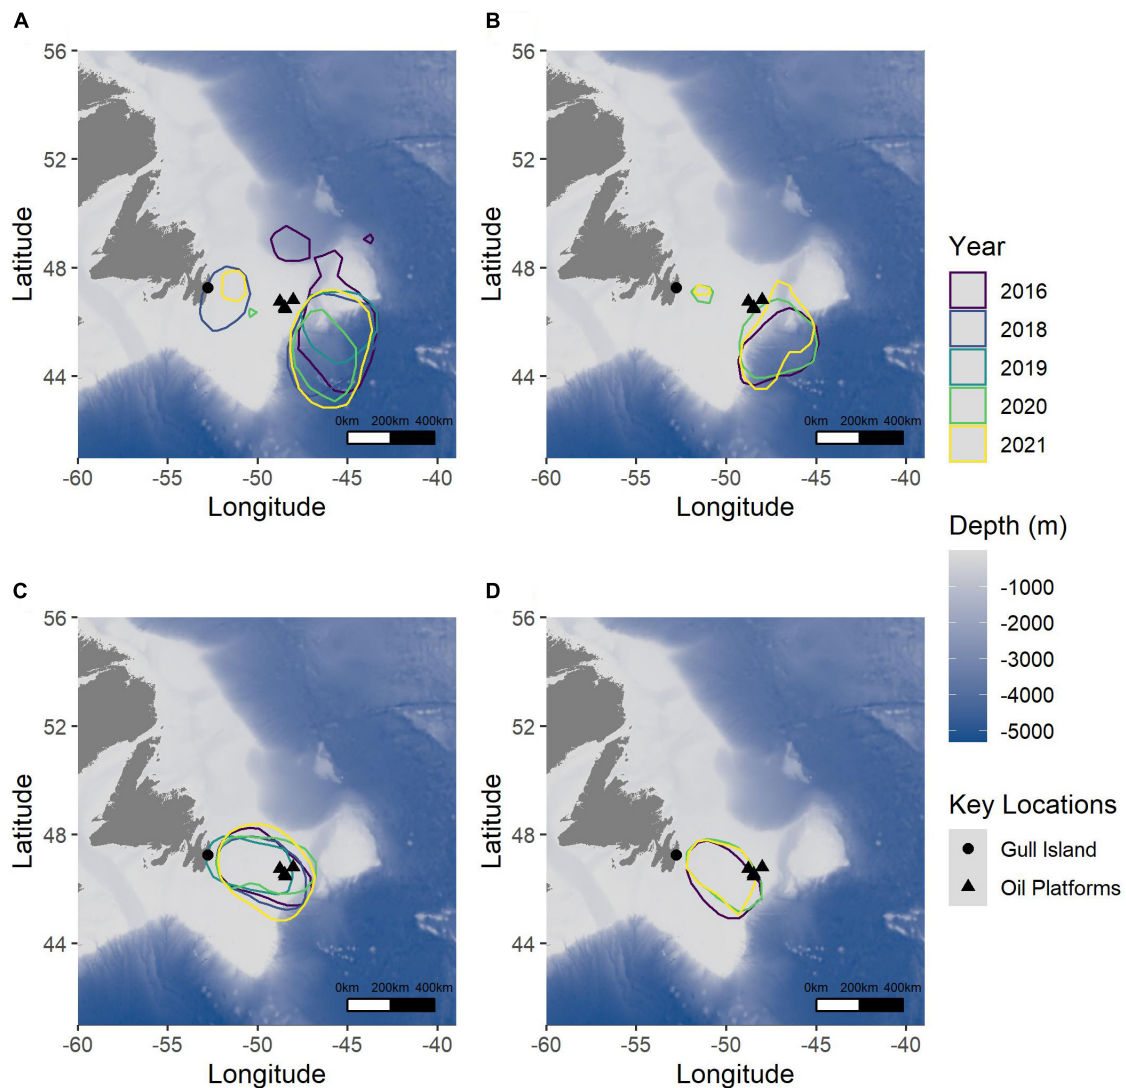 A
B
56
52
48
44
Latitude
0km 200km 400km
-60 -55 -50 -45 -40
Longitude
56
52
48
44
Latitude
0km 200km 400km
-60 -55 -50 -45 -40
Longitude
Year
2016
2018
2019
2020
2021
Depth (m)
-1000
-2000
-3000
-4000
-5000
Key Locations
Gull Island
Oil Platforms
C
D
56
52
48
44
Latitude
0km 200km 400km
-60 -55 -50 -45 -40
Longitude
56
52
48
44
Latitude
0km 200km 400km
-60 -55 -50 -45 -40
Longitude